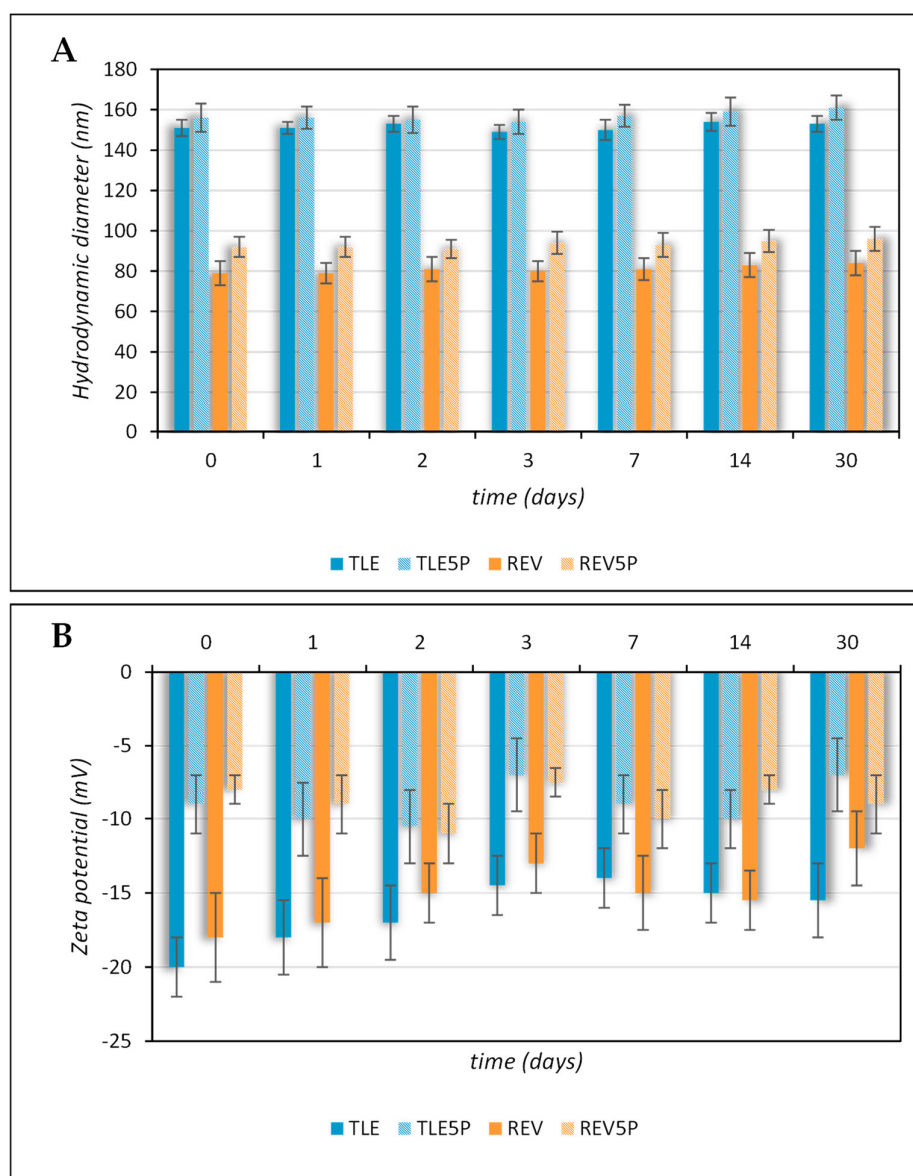 A
180
160
140
120
100
80
60
40
20
0
Hydrodynamic diameter (nm)
0 1 2 3 7 14 30
time (days)
TLE TLE5P REV REV5P
B
0 1 2 3 7 14 30
0
-5
-10
-15
-20
-25
Zeta potential (mV)
time (days)
TLE TLE5P REV REV5P